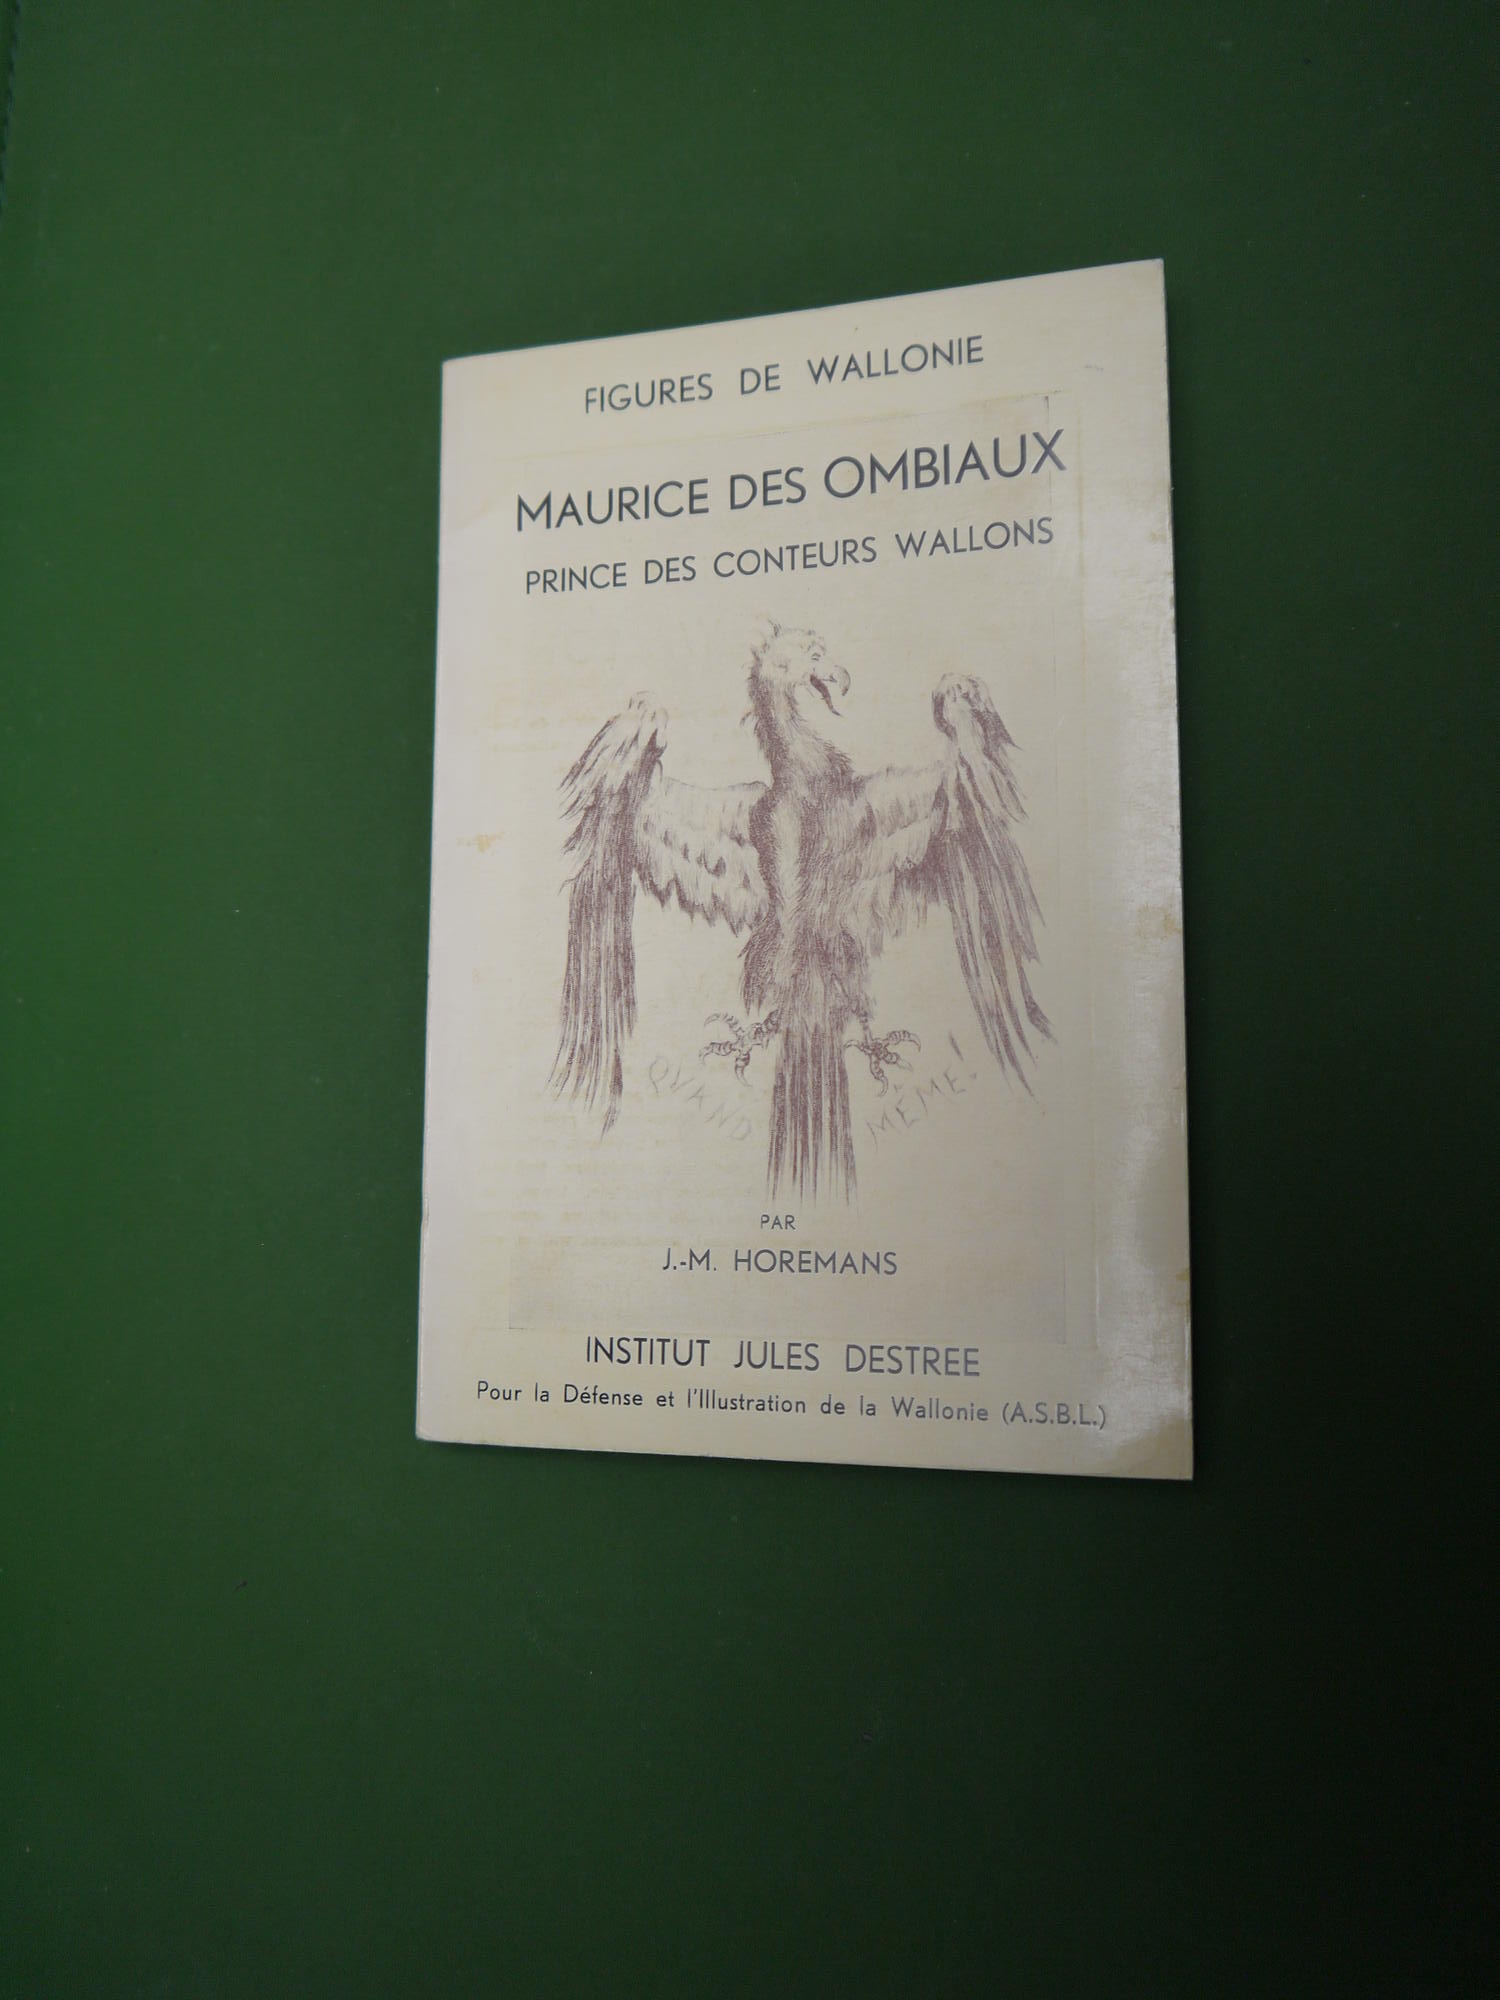 FIGURES DE WALLONIE
MAURICE DES OMBIAUX
PRINCE DES CONTEURS WALLONS
QVAND MÊME!
PAR
J.-M. HOREMANS
INSTITUT JULES DESTREE
Pour la Défense et l'Illustration de la Wallonie (A.S.B.L.)